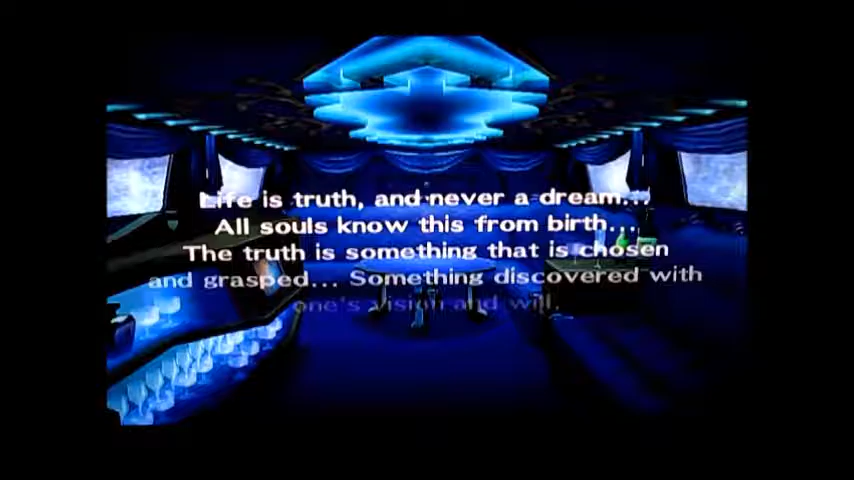 Life is truth, and never a dream...
All souls know this from birth...
The truth is something that is chosen
and grasped... Something discovered with
one's vision and will.